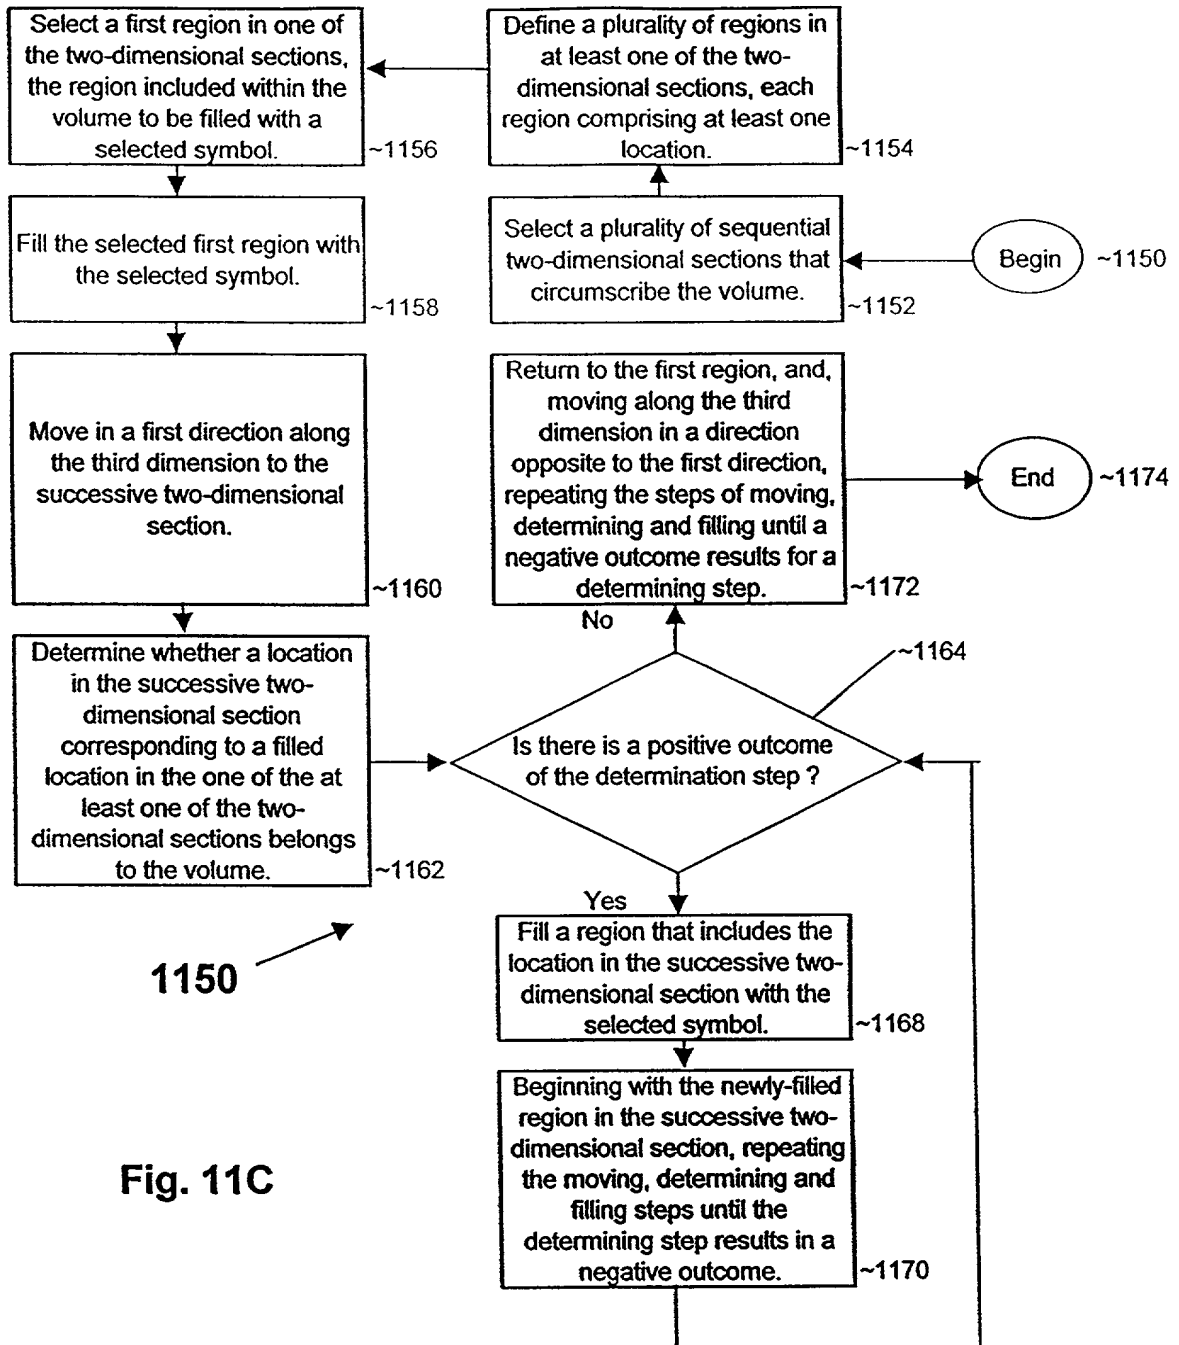 Select a first region in one of
the two-dimensional sections,
the region included within the
volume to be filled with a
selected symbol.
~1156
Define a plurality of regions in
at least one of the two-
dimensional sections, each
region comprising at least one
location.
~1154
Fill the selected first region with
the selected symbol.
~1158
Select a plurality of sequential
two-dimensional sections that
circumscribe the volume.
~1152
Begin
~1150
Move in a first direction along
the third dimension to the
successive two-dimensional
section.
~1160
Return to the first region, and,
moving along the third
dimension in a direction
opposite to the first direction,
repeating the steps of moving,
determining and filling until a
negative outcome results for a
determining step.
~1172
End
~1174
No
Determine whether a location
in the successive two-
dimensional section
corresponding to a filled
location in the one of the at
least one of the two-
dimensional sections belongs
to the volume.
~1162
~1164
Is there is a positive outcome
of the determination step ?
Yes
Fill a region that includes the
location in the successive two-
dimensional section with the
selected symbol.
~1168
1150
Beginning with the newly-filled
region in the successive two-
dimensional section, repeating
the moving, determining and
filling steps until the
determining step results in a
negative outcome.
~1170
Fig. 11C